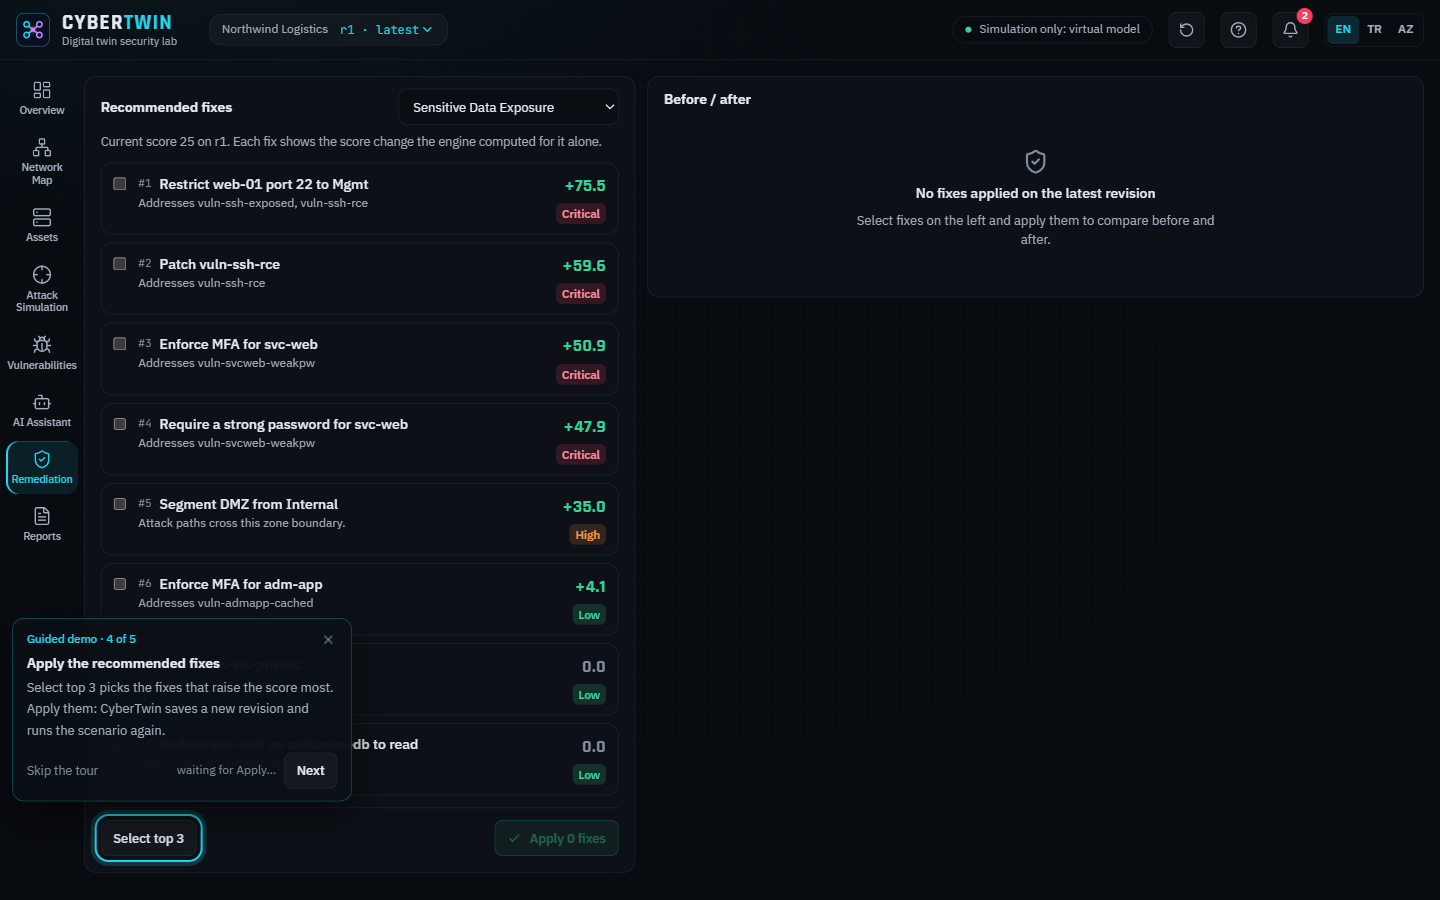 CYBERTWIN
Digital twin security lab
Northwind Logistics r1 · latest
Simulation only: virtual model
2
EN TR AZ
Overview
Network
Map
Assets
Attack
Simulation
Vulnerabilities
AI Assistant
Remediation
Reports
Recommended fixes
Sensitive Data Exposure
Current score 25 on r1. Each fix shows the score change the engine computed for it alone.
#1 Restrict web-01 port 22 to Mgmt
Addresses vuln-ssh-exposed, vuln-ssh-rce
+75.5
Critical
#2 Patch vuln-ssh-rce
Addresses vuln-ssh-rce
+59.6
Critical
#3 Enforce MFA for svc-web
Addresses vuln-svcweb-weakpw
+50.9
Critical
#4 Require a strong password for svc-web
Addresses vuln-svcweb-weakpw
+47.9
Critical
#5 Segment DMZ from Internal
Attack paths cross this zone boundary.
+35.0
High
#6 Enforce MFA for adm-app
Addresses vuln-admapp-cached
+4.1
Low
0.0
Low
Reduce svc-web on customer-db to read
0.0
Low
Guided demo · 4 of 5
Apply the recommended fixes
Select top 3 picks the fixes that raise the score most.
Apply them: CyberTwin saves a new revision and
runs the scenario again.
Skip the tour
waiting for Apply...
Next
Select top 3
Apply 0 fixes
Before / after
No fixes applied on the latest revision
Select fixes on the left and apply them to compare before and
after.